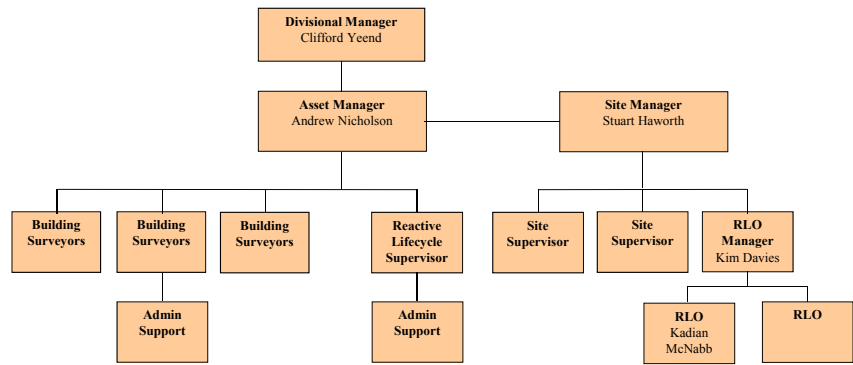 Divisional Manager
Clifford Yeend
Asset Manager
Andrew Nicholson
Site Manager
Stuart Haworth
Building
Surveyors
Building
Surveyors
Building
Surveyors
Reactive
Lifecycle
Supervisor
Site
Supervisor
Site
Supervisor
RLO
Manager
Kim Davies
Admin
Support
Admin
Support
RLO
Kadian
McNabb
RLO